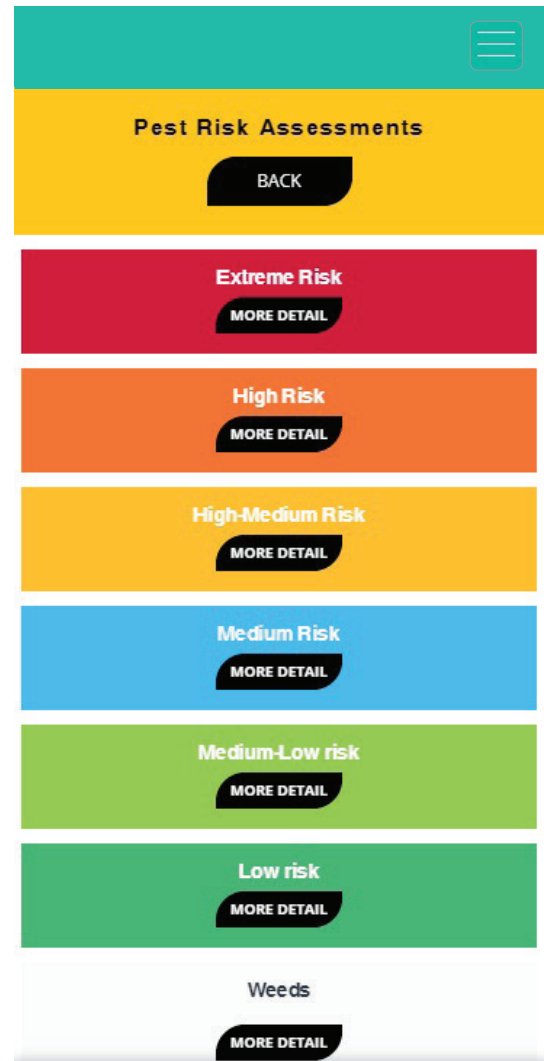 Pest Risk Assessments
BACK
Extreme Risk
MORE DETAIL
High Risk
MORE DETAIL
High-Medium Risk
MORE DETAIL
Medium Risk
MORE DETAIL
Medium-Low risk
MORE DETAIL
Low risk
MORE DETAIL
Weeds
MORE DETAIL